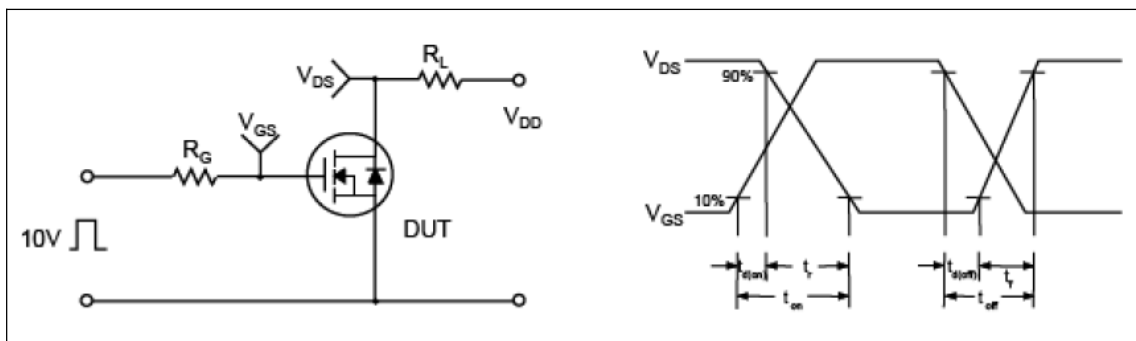 V_DS
R_L
V_GS
V_DD
R_G
10V
DUT
V_DS
90%
V_GS
10%
t_d(on)
t_r
t_d(off)
t_f
t_on
t_off